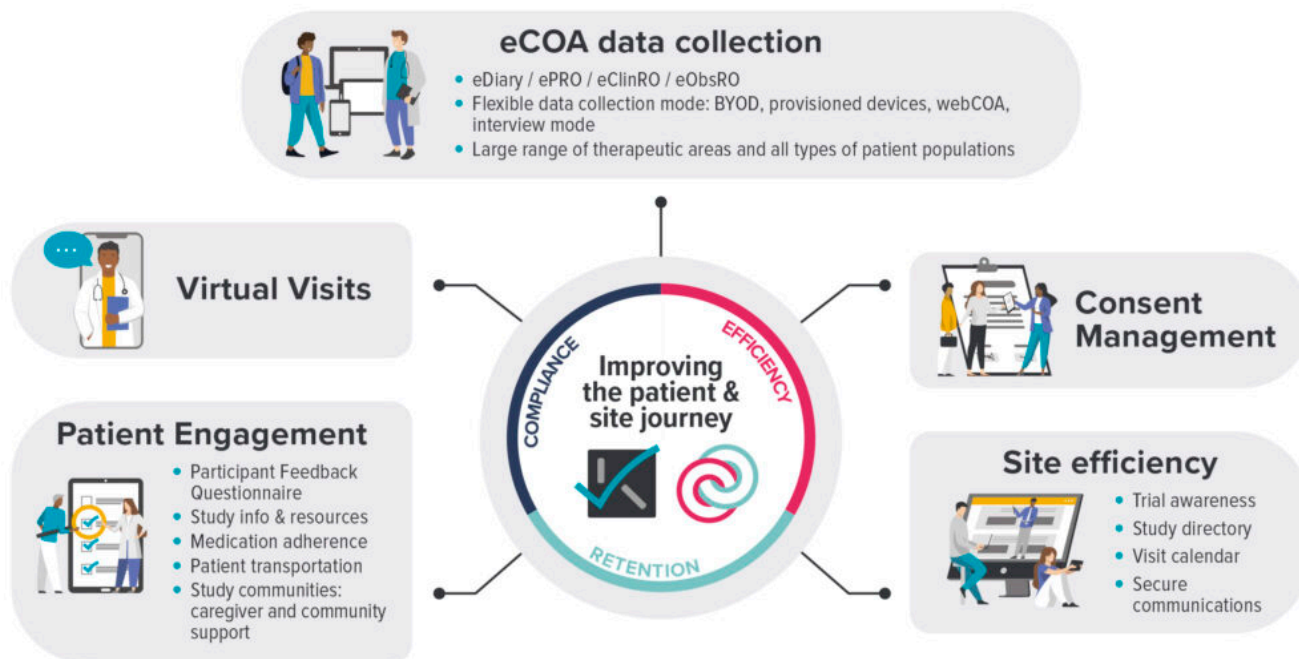 eCOA data collection
• eDiary / ePRO / eClinRO / eObsRO
• Flexible data collection mode: BYOD, provisioned devices, webCOA,
interview mode
• Large range of therapeutic areas and all types of patient populations
Virtual Visits
Consent
Management
COMPLIANCE
EFFICIENCY
RETENTION
Improving
the patient &
site journey
Patient Engagement
• Participant Feedback
Questionnaire
• Study info & resources
• Medication adherence
• Patient transportation
• Study communities:
caregiver and community
support
Site efficiency
• Trial awareness
• Study directory
• Visit calendar
• Secure
communications